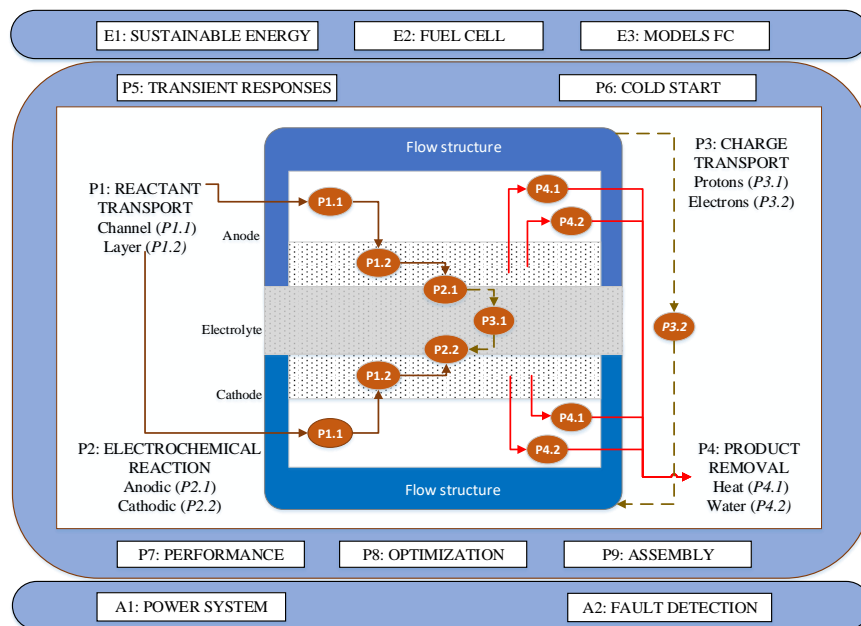 E1: SUSTAINABLE ENERGY
E2: FUEL CELL
E3: MODELS FC
P5: TRANSIENT RESPONSES
P6: COLD START
Flow structure
P1: REACTANT
TRANSPORT
Channel (P1.1)
Layer (P1.2)
P3: CHARGE
TRANSPORT
Protons (P3.1)
Electrons (P3.2)
P1.1
P4.1
P4.2
Anode
P1.2
P2.1
Electrolyte
P3.1
P3.2
P2.2
P1.2
Cathode
P1.1
P4.1
P4.2
P2: ELECTROCHEMICAL
REACTION
Anodic (P2.1)
Cathodic (P2.2)
P4: PRODUCT
REMOVAL
Heat (P4.1)
Water (P4.2)
Flow structure
P7: PERFORMANCE
P8: OPTIMIZATION
P9: ASSEMBLY
A1: POWER SYSTEM
A2: FAULT DETECTION